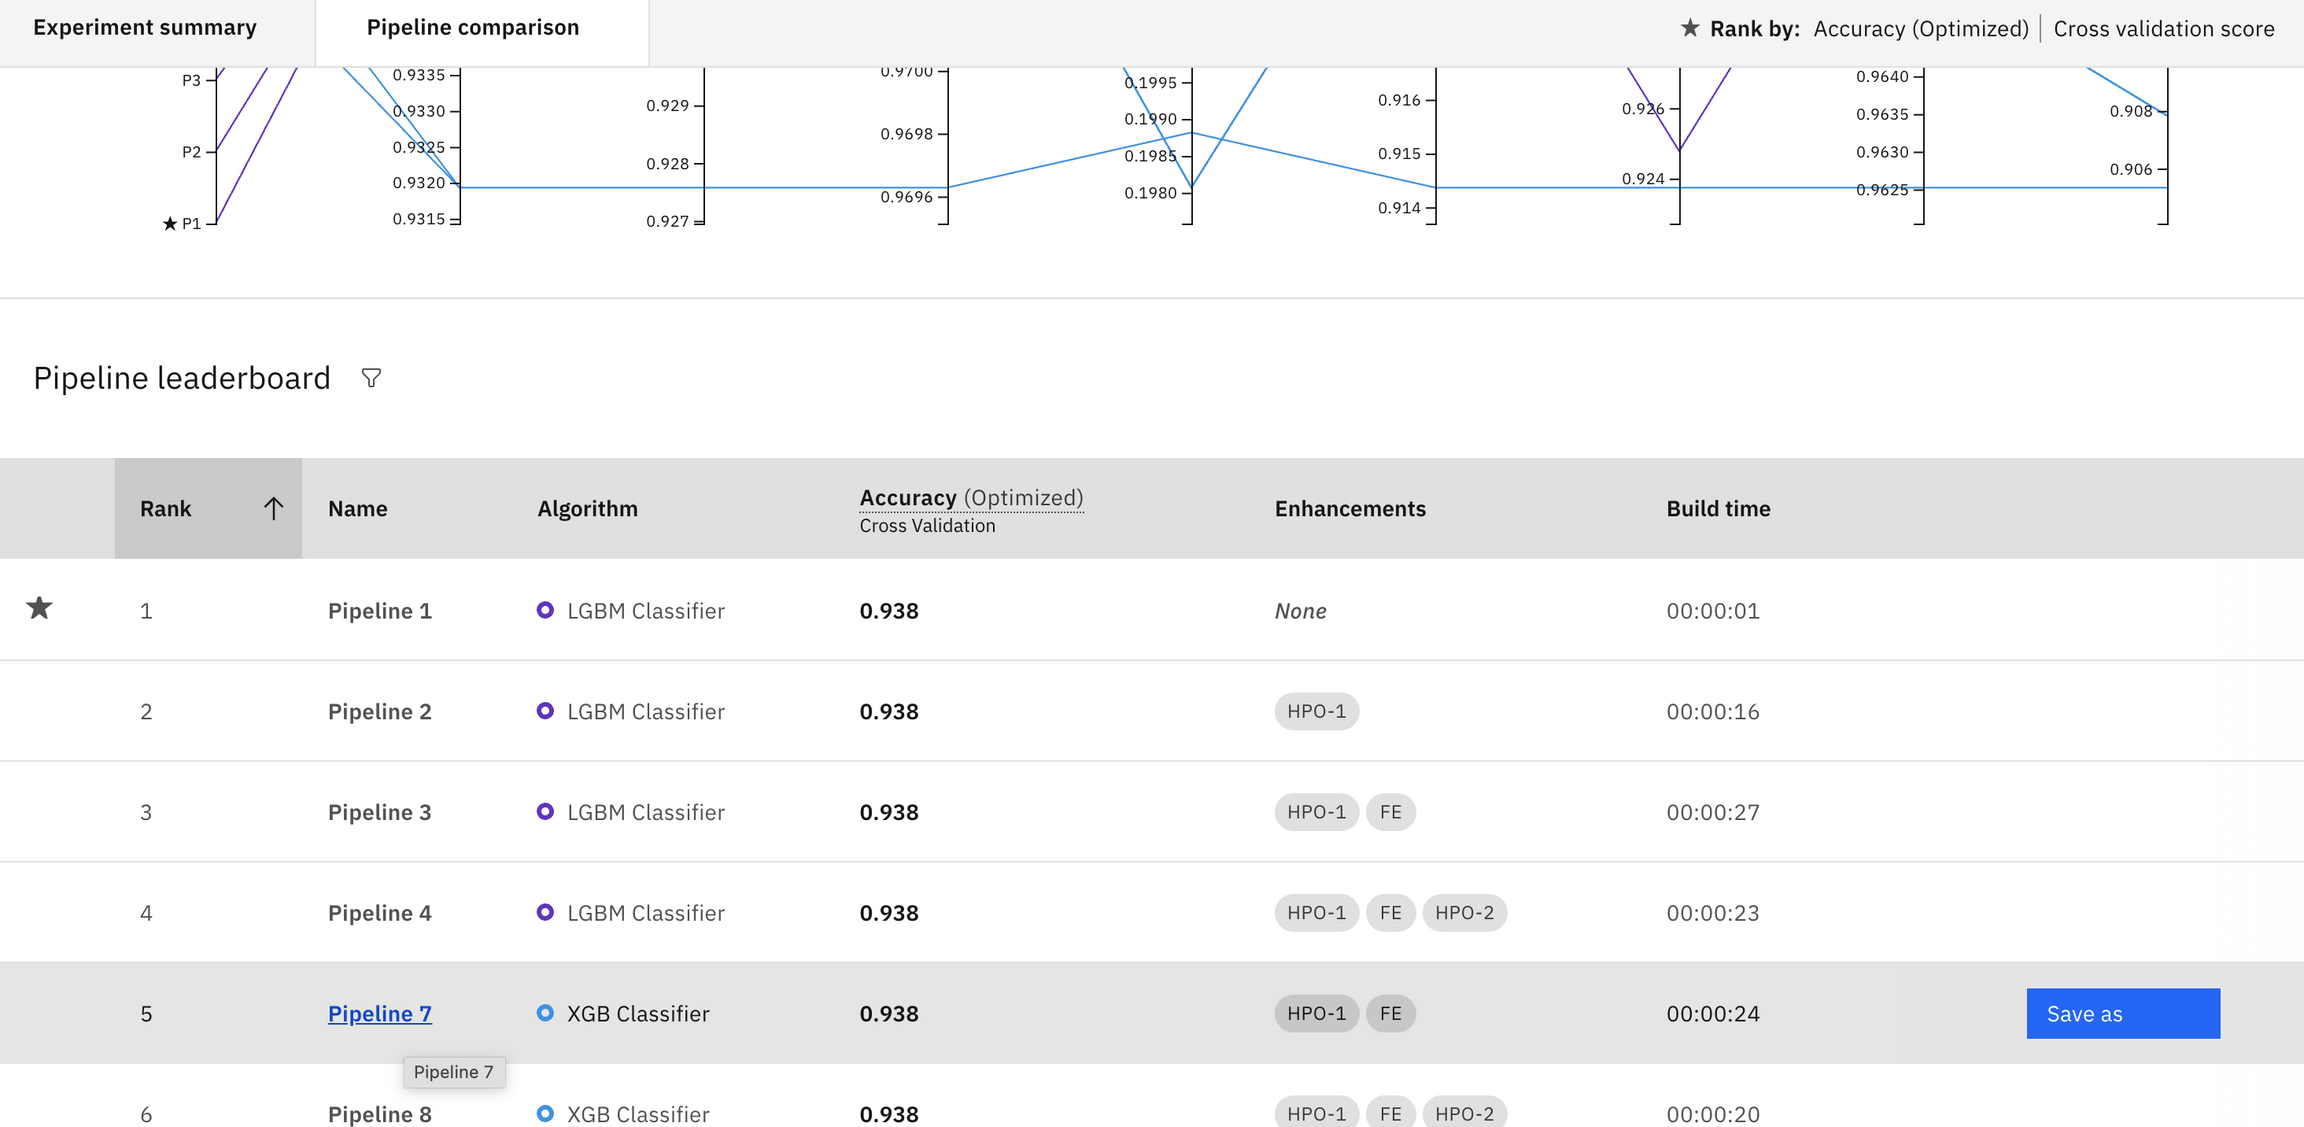 Experiment summary
Pipeline comparison
★ Rank by: Accuracy (Optimized) | Cross validation score
P3
P2
★ P1
0.9335
0.9330
0.9325
0.9320
0.9315
0.929
0.928
0.927
0.9700
0.9698
0.9696
0.1995
0.1990
0.1985
0.1980
0.916
0.915
0.914
0.926
0.924
0.9640
0.9635
0.9630
0.9625
0.908
0.906
Pipeline leaderboard
Rank Name Algorithm Accuracy (Optimized) Enhancements Build time
Cross Validation
1 Pipeline 1 LGBM Classifier 0.938 None 00:00:01
2 Pipeline 2 LGBM Classifier 0.938 HPO-1 00:00:16
3 Pipeline 3 LGBM Classifier 0.938 HPO-1 FE 00:00:27
4 Pipeline 4 LGBM Classifier 0.938 HPO-1 FE HPO-2 00:00:23
5 Pipeline 7 XGB Classifier 0.938 HPO-1 FE 00:00:24 Save as
Pipeline 7
6 Pipeline 8 XGB Classifier 0.938 HPO-1 FE HPO-2 00:00:20